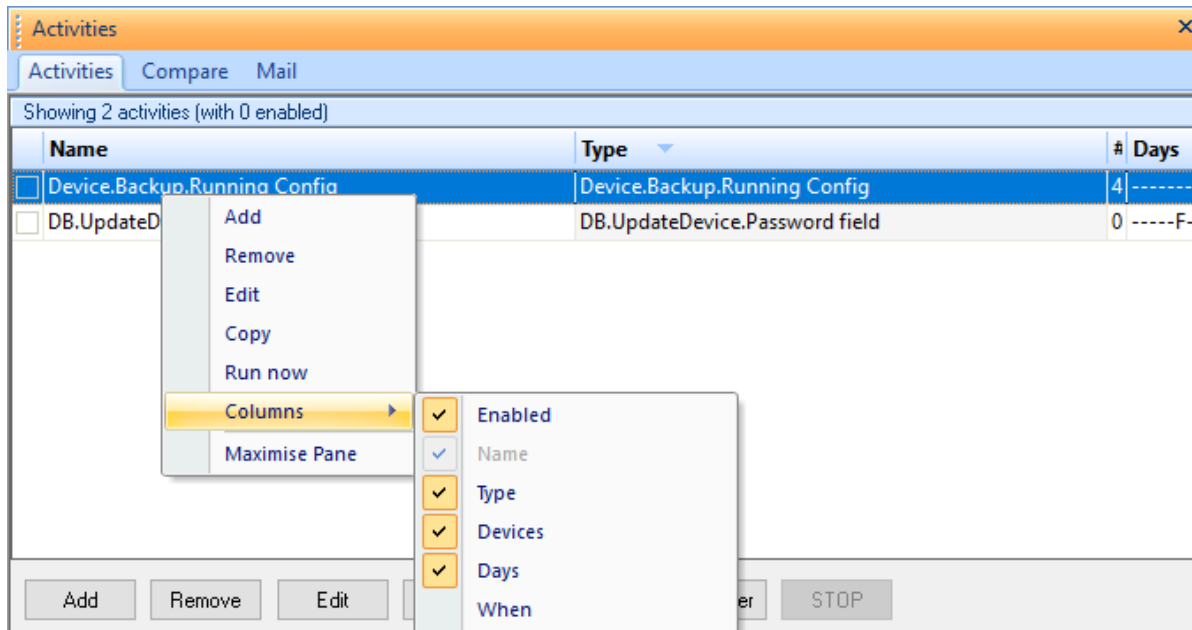 Activities
Activities Compare Mail
Showing 2 activities (with 0 enabled)
Name Type # Days
Device.Backup.Running Config Device.Backup.Running Config 4 -------
DB.UpdateD DB.UpdateDevice.Password field 0 -----F-
Add
Remove
Edit
Copy
Run now
Columns
Maximise Pane
Enabled
Name
Type
Devices
Days
When
Add Remove Edit er STOP